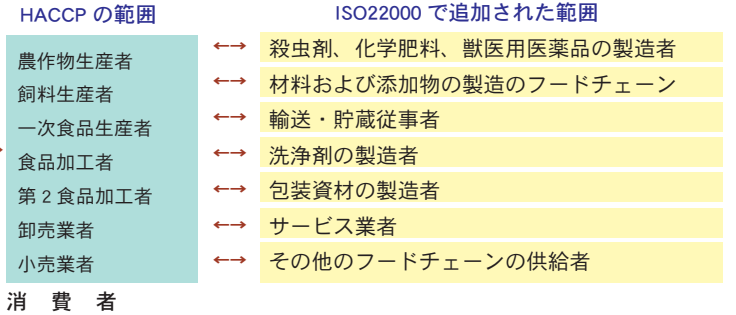 HACCP の範囲 ISO22000 で追加された範囲
農作物生産者 ←→ 殺虫剤、化学肥料、獣医用医薬品の製造者
飼料生産者 ←→ 材料および添加物の製造のフードチェーン
一次食品生産者 ←→ 輸送・貯蔵従事者
食品加工者 ←→ 洗浄剤の製造者
第2食品加工者 ←→ 包装資材の製造者
卸売業者 ←→ サービス業者
小売業者 ←→ その他のフードチェーンの供給者
消 費 者